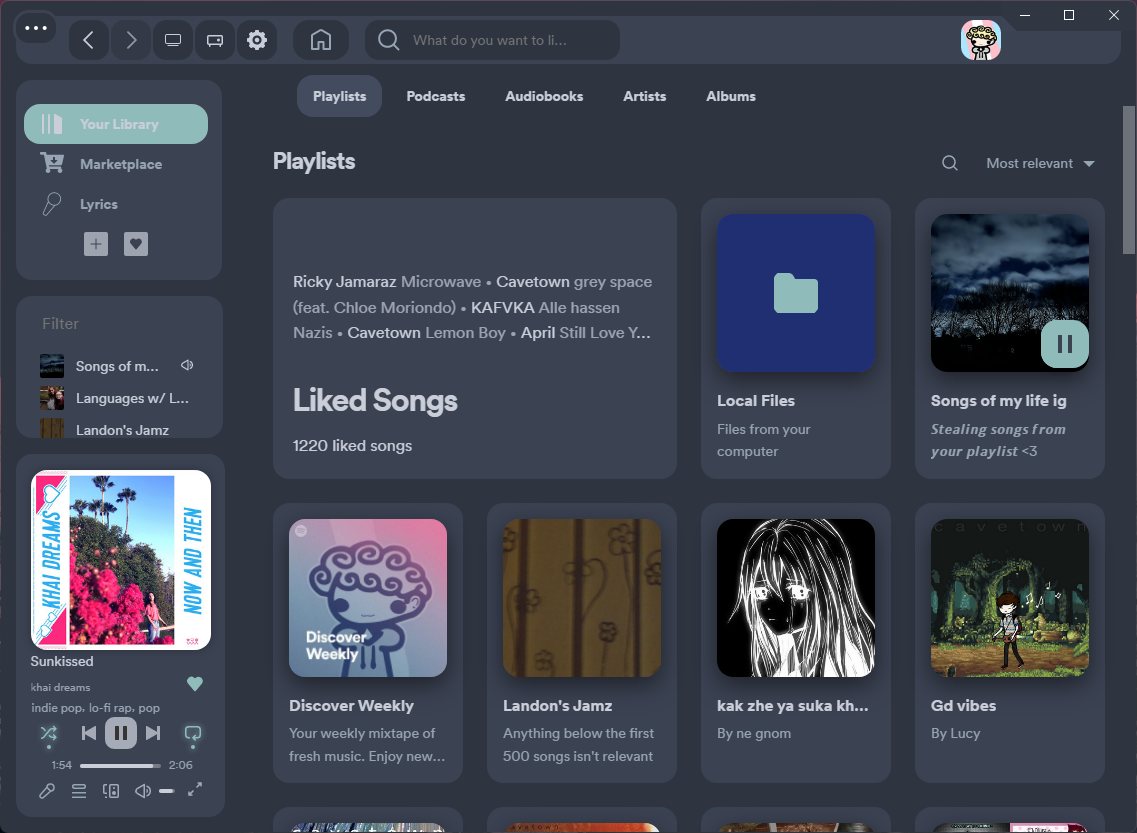 What do you want to li...
Your Library
Marketplace
Lyrics
Filter
Songs of m...
Languages w/ L...
Landon's Jamz
KHAI DREAMS
NOW AND THEN
Sunkissed
khai dreams
indie pop, lo-fi rap, pop
1:54
2:06
Playlists
Podcasts
Audiobooks
Artists
Albums
Playlists
Most relevant
Ricky Jamaraz Microwave • Cavetown grey space
(feat. Chloe Moriondo) • KAFVKA Alle hassen
Nazis • Cavetown Lemon Boy • April Still Love Y...
Liked Songs
1220 liked songs
Local Files
Files from your
computer
Songs of my life ig
Stealing songs from
your playlist <3
Discover
Weekly
Discover Weekly
Your weekly mixtape of
fresh music. Enjoy new...
Landon's Jamz
Anything below the first
500 songs isn't relevant
kak zhe ya suka kh...
By ne gnom
cavetown
Gd vibes
By Lucy